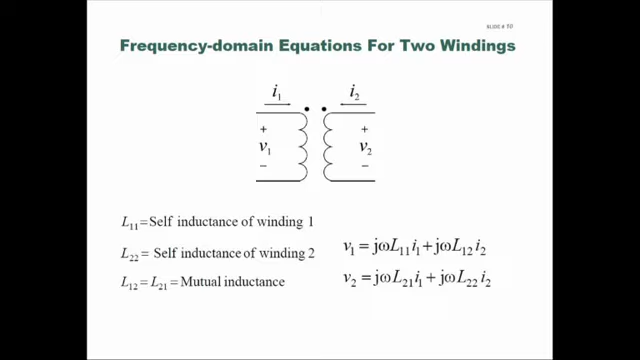 SLIDE # 10
Frequency-domain Equations For Two Windings
i₁ i₂
+ +
v₁ v₂
− −
L₁₁=Self inductance of winding 1
L₂₂= Self inductance of winding 2
L₁₂= L₂₁= Mutual inductance
v₁ = jωL₁₁i₁+jωL₁₂i₂
v₂ = jωL₂₁i₁+jωL₂₂i₂